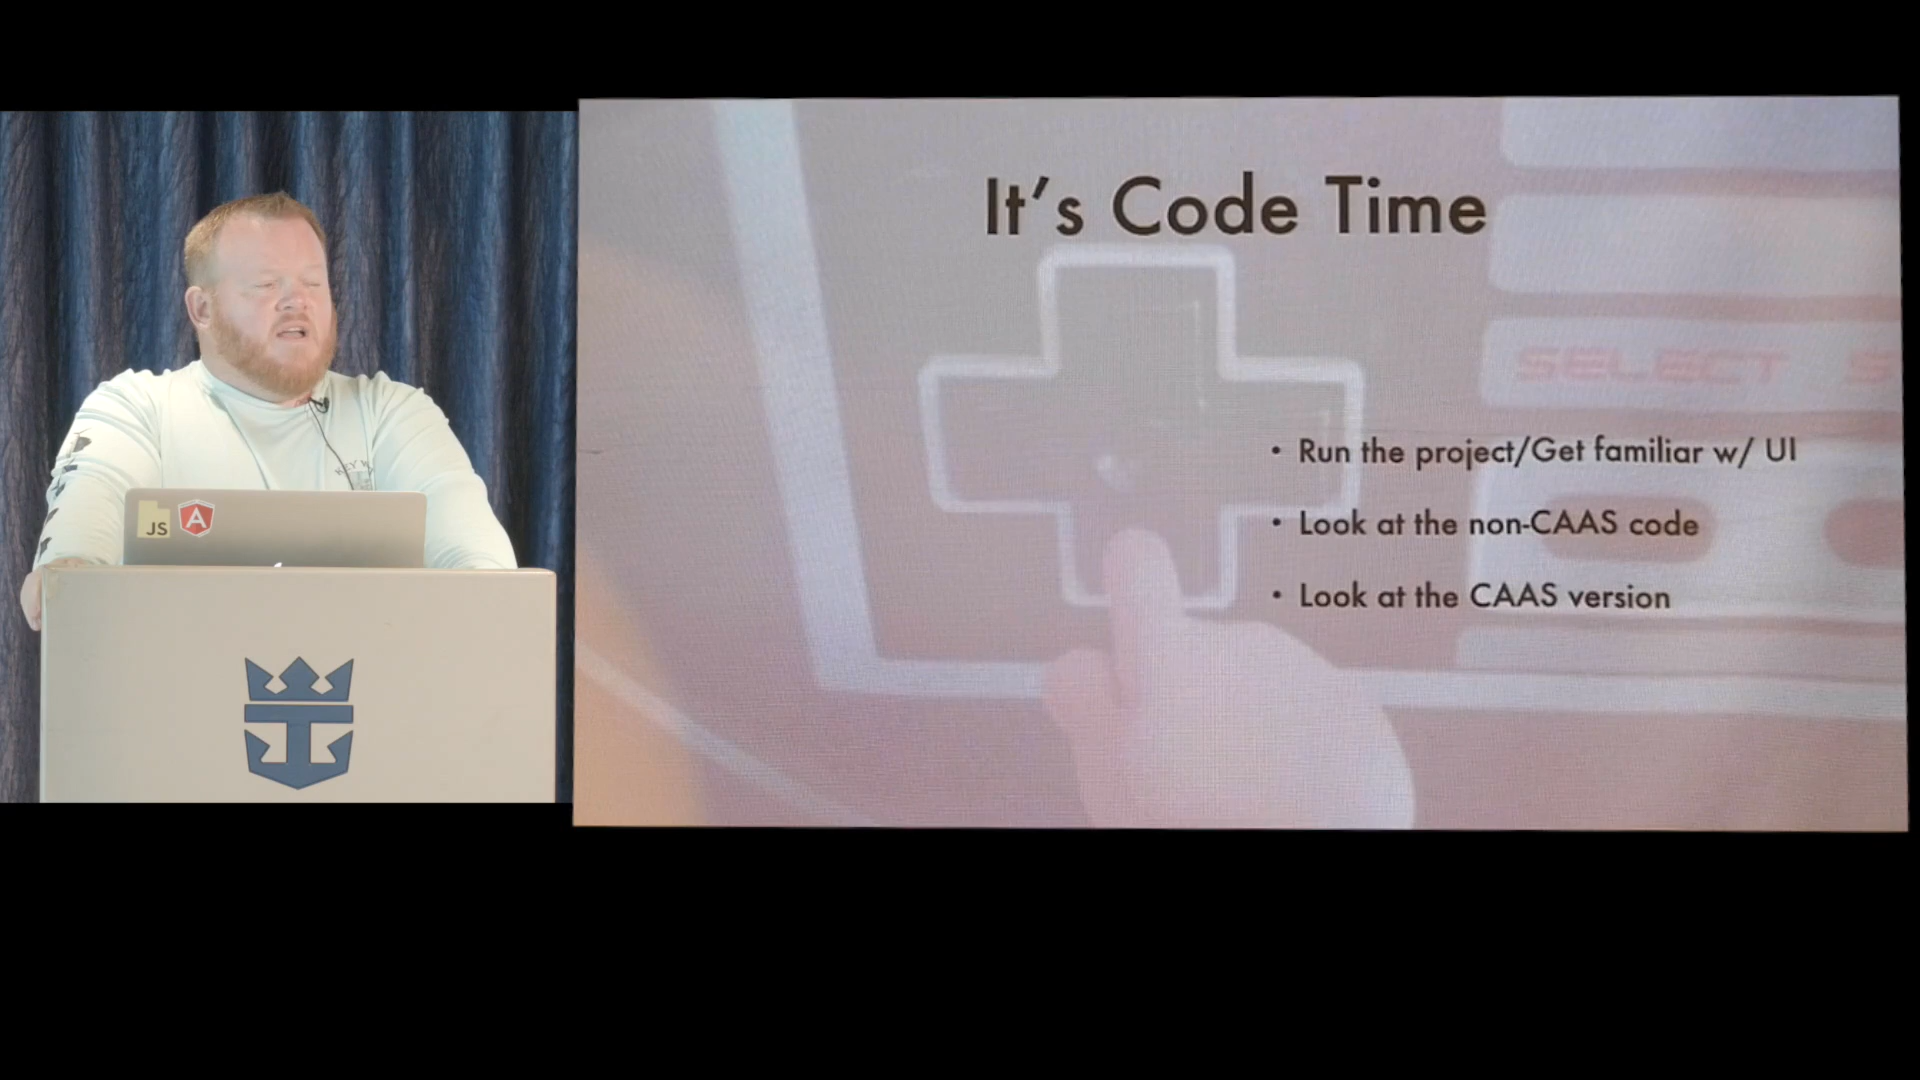 It's Code Time
SELECT S
• Run the project/Get familiar w/ UI
• Look at the non-CAAS code
• Look at the CAAS version
JS
A